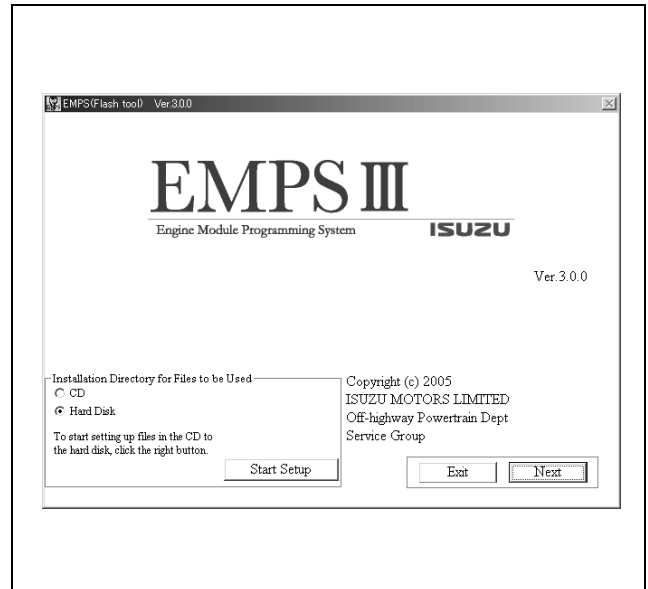 EMPS(Flash tool) Ver.3.0.0
EMPS III
Engine Module Programming System
ISUZU
Ver.3.0.0
Installation Directory for Files to be Used
CD
Hard Disk
To start setting up files in the CD to
the hard disk, click the right button.
Start Setup
Copyright (c) 2005
ISUZU MOTORS LIMITED
Off-highway Powertrain Dept
Service Group
Exit
Next